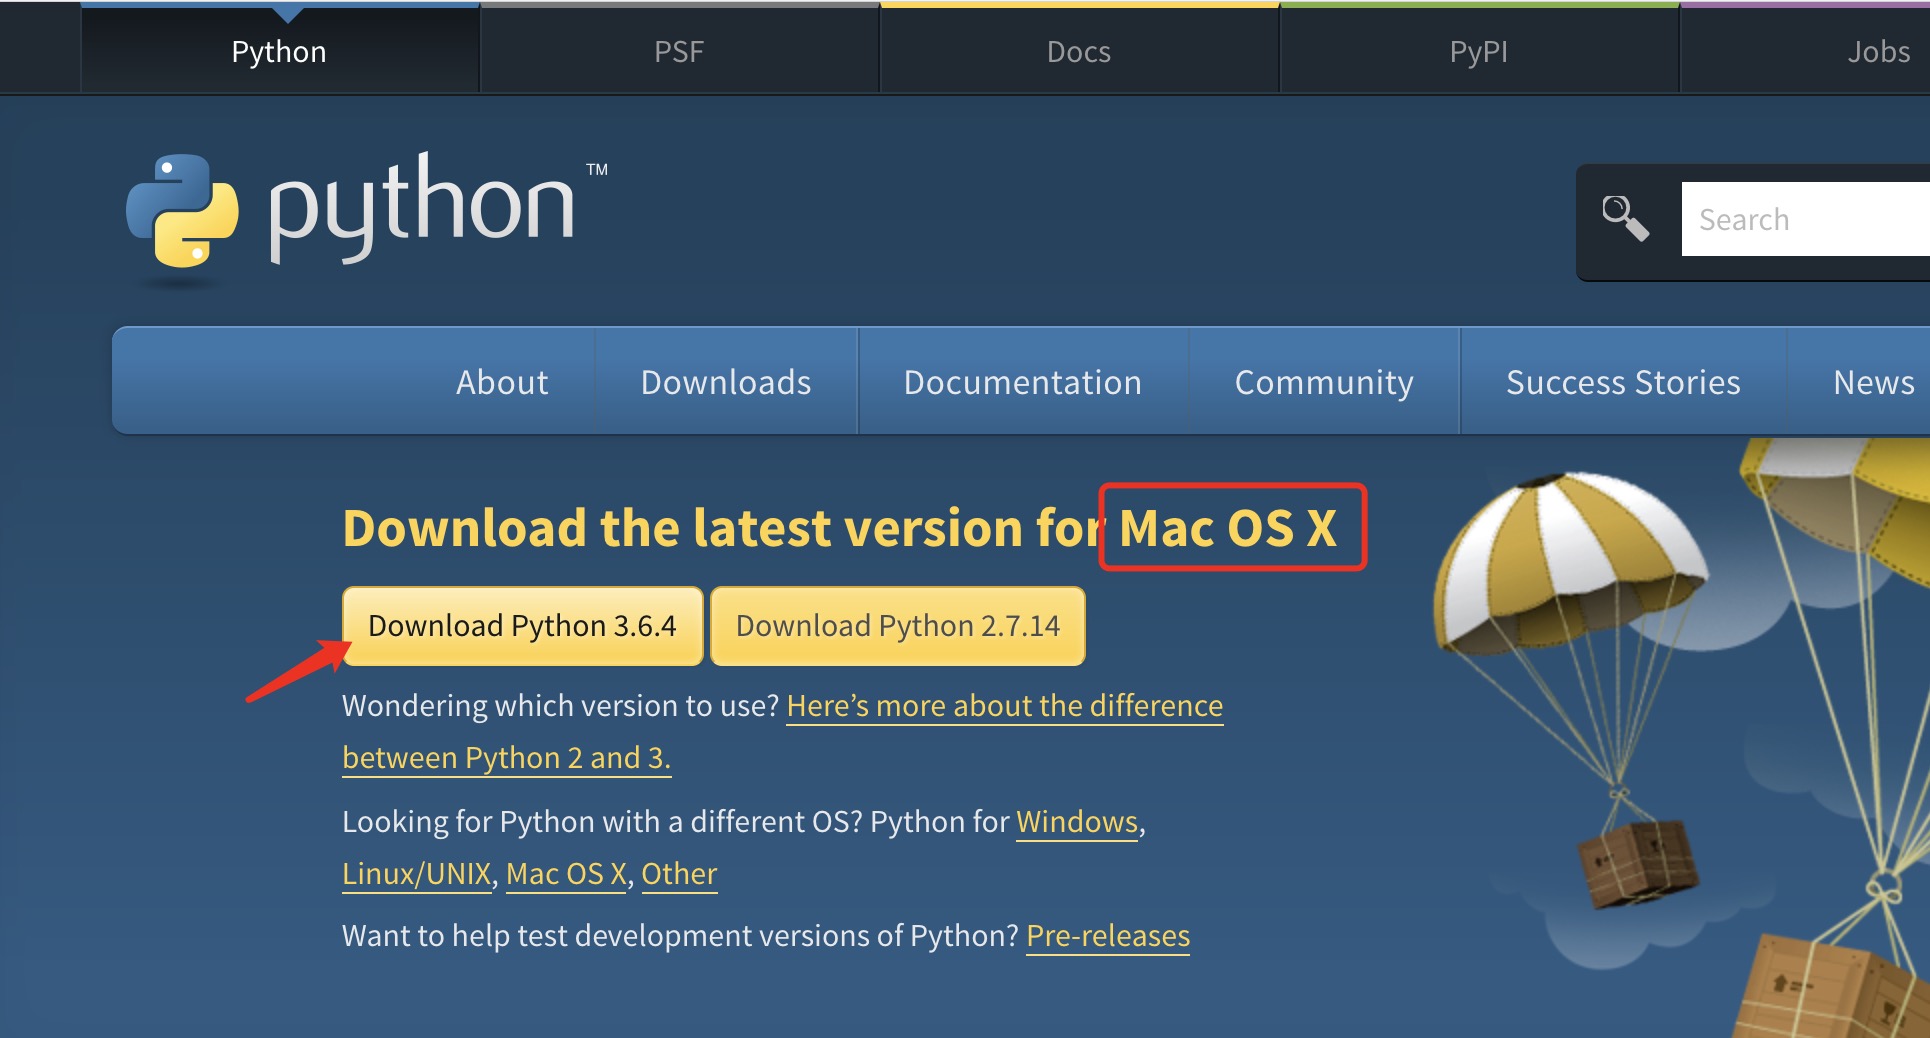 Python
PSF
Docs
PyPI
Jobs
python™
Search
About
Downloads
Documentation
Community
Success Stories
News
Download the latest version for Mac OS X
Download Python 3.6.4
Download Python 2.7.14
Wondering which version to use? Here’s more about the difference
between Python 2 and 3.
Looking for Python with a different OS? Python for Windows,
Linux/UNIX, Mac OS X, Other
Want to help test development versions of Python? Pre-releases